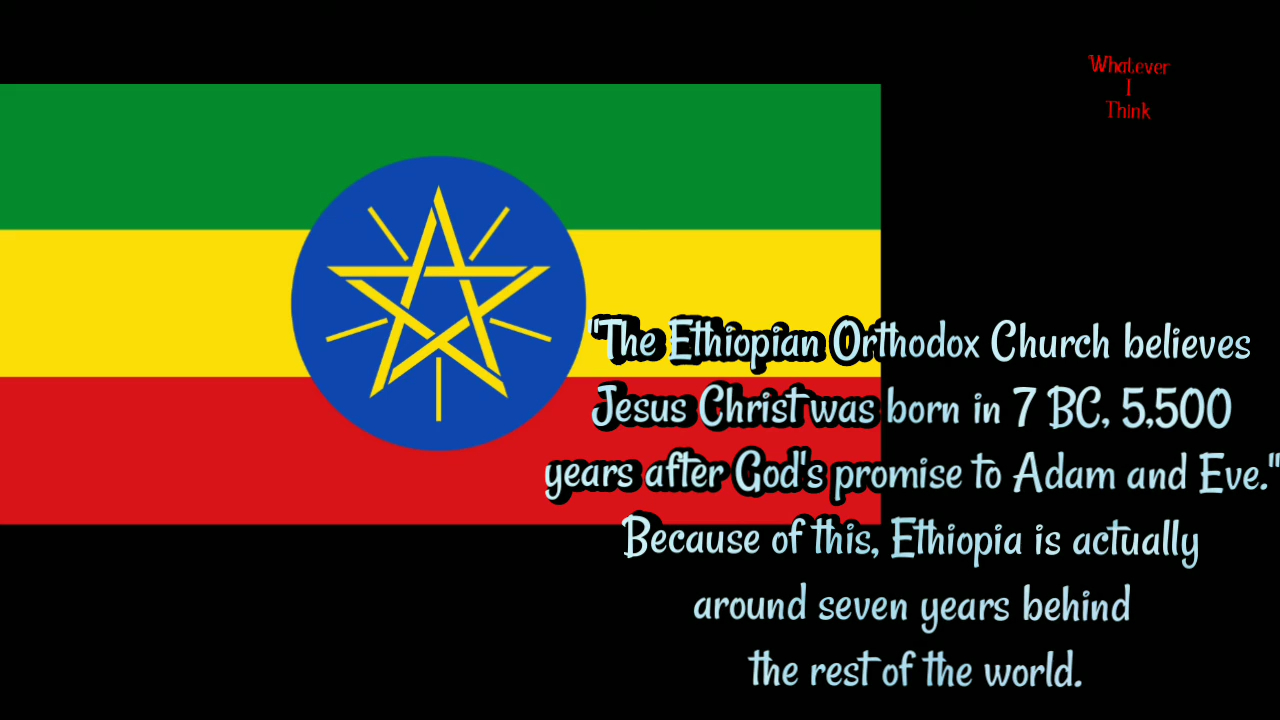 Whatever
I
Think
"The Ethiopian Orthodox Church believes
Jesus Christ was born in 7 BC, 5,500
years after God's promise to Adam and Eve."
Because of this, Ethiopia is actually
around seven years behind
the rest of the world.